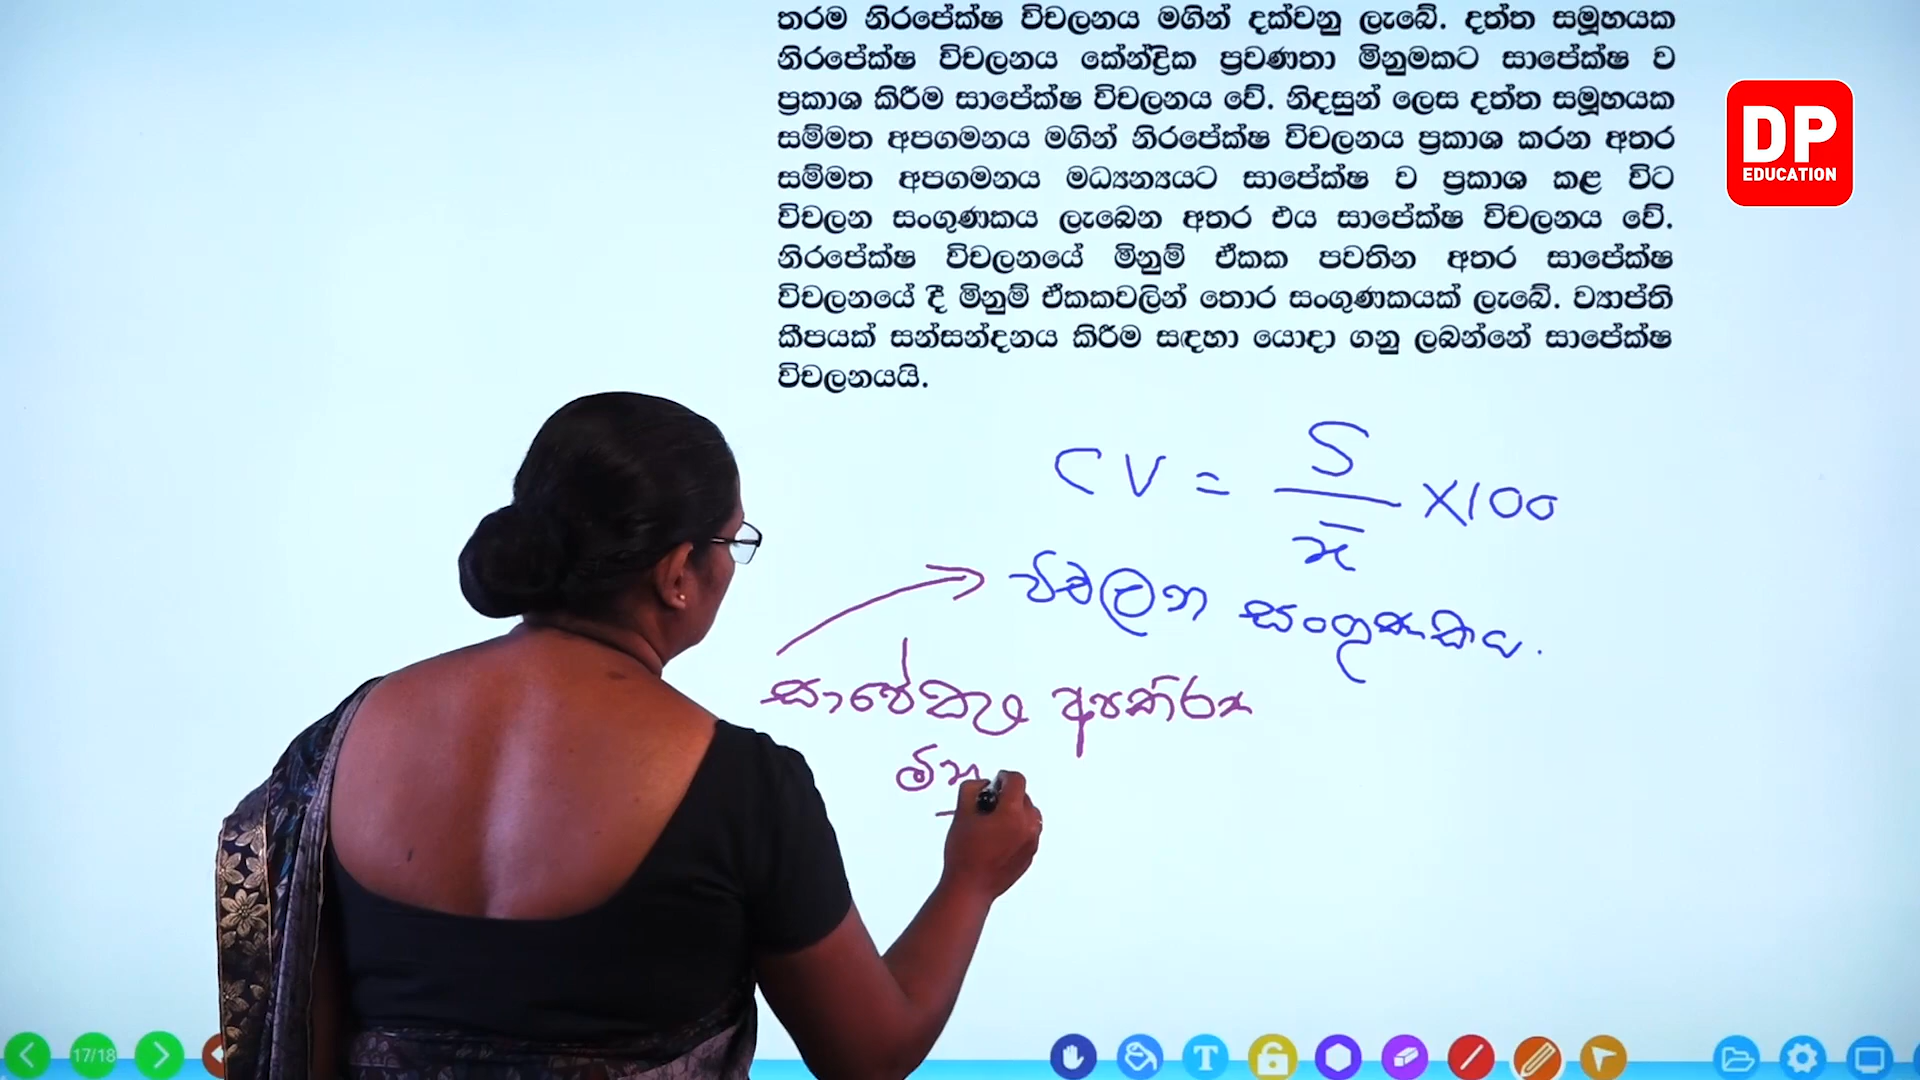 තරම නිරපේක්ෂ විචලනය මගින් දක්වනු ලැබේ. දත්ත සමූහයක
නිරපේක්ෂ විචලනය කේන්ද්‍රික ප්‍රවණතා මිනුමකට සාපේක්ෂ ව
ප්‍රකාශ කිරීම සාපේක්ෂ විචලනය වේ. නිදසුන් ලෙස දත්ත සමූහයක
සම්මත අපගමනය මගින් නිරපේක්ෂ විචලනය ප්‍රකාශ කරන අතර
සම්මත අපගමනය මධ්‍යන්‍යයට සාපේක්ෂ ව ප්‍රකාශ කළ විට
විචලන සංගුණකය ලැබෙන අතර එය සාපේක්ෂ විචලනය වේ.
නිරපේක්ෂ විචලනයේ මිනුම් ඒකක පවතින අතර සාපේක්ෂ
විචලනයේ දී මිනුම් ඒකකවලින් තොර සංගුණකයක් ලැබේ. ව්‍යාප්ති
කීපයක් සන්සන්දනය කිරීම සඳහා යොදා ගනු ලබන්නේ සාපේක්ෂ
විචලනයයි.
DP
EDUCATION
CV = S / x̄ × 100
විචලන සංගුණකය.
සාපේක්ෂ අපකිරණ
17/18
T